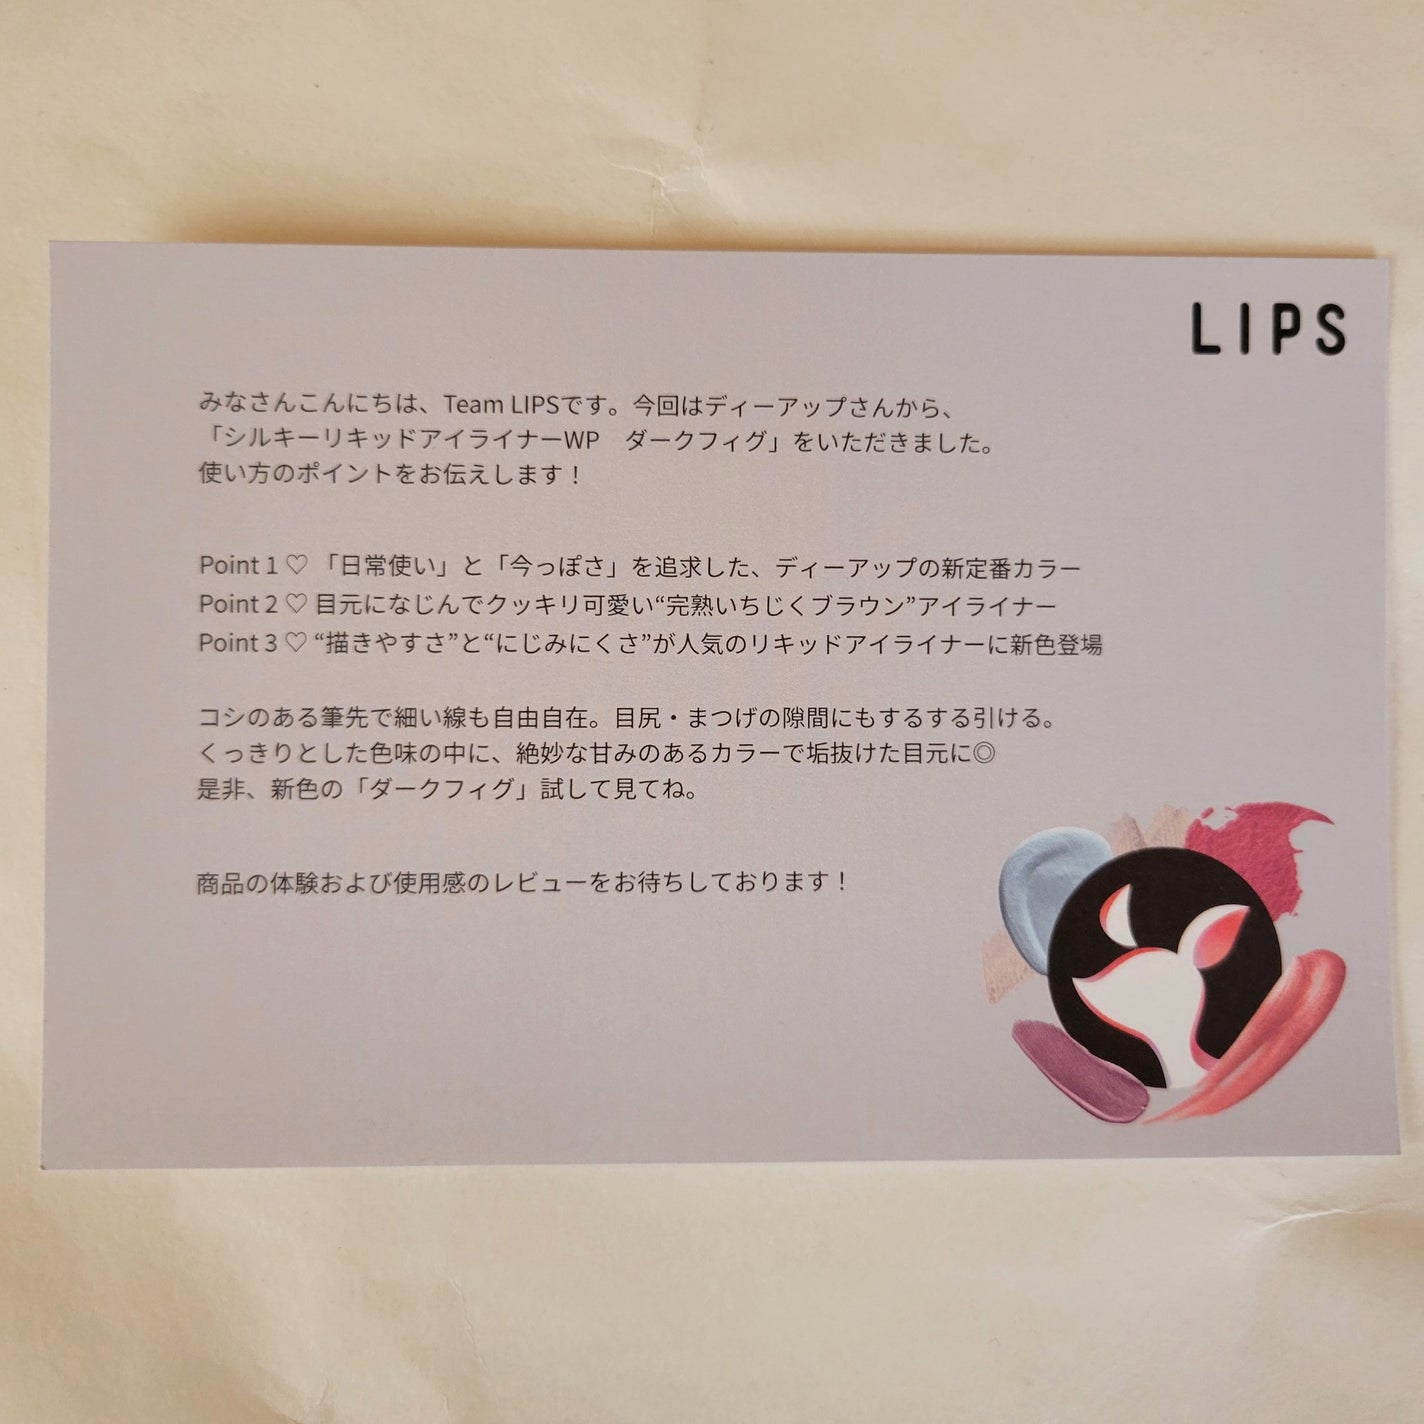 LIPS
みなさんこんにちは、Team LIPSです。今回はディーアップさんから、
「シルキーリキッドアイライナーWP　ダークフィグ」をいただきました。
使い方のポイントをお伝えします！
Point 1 ♡ 「日常使い」と「今っぽさ」を追求した、ディーアップの新定番カラー
Point 2 ♡ 目元になじんでクッキリ可愛い“完熟いちじくブラウン”アイライナー
Point 3 ♡ “描きやすさ”と“にじみにくさ”が人気のリキッドアイライナーに新色登場
コシのある筆先で細い線も自由自在。目尻・まつげの隙間にもするする引ける。
くっきりとした色味の中に、絶妙な甘みのあるカラーで垢抜けた目元に◎
是非、新色の「ダークフィグ」試して見てね。
商品の体験および使用感のレビューをお待ちしております！